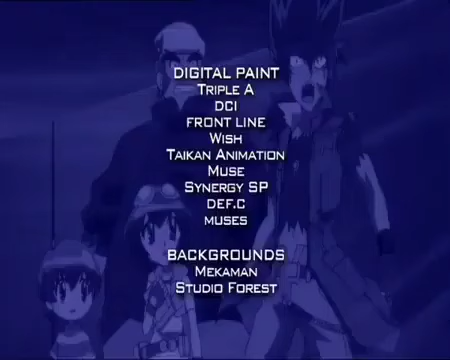 DIGITAL PAINT
TRIPLE A
DCI
FRONT LINE
WISH
TAIKAN ANIMATION
MUSE
SYNERGY SP
DEF.C
MUSES
BACKGROUNDS
MEKAMAN
STUDIO FOREST